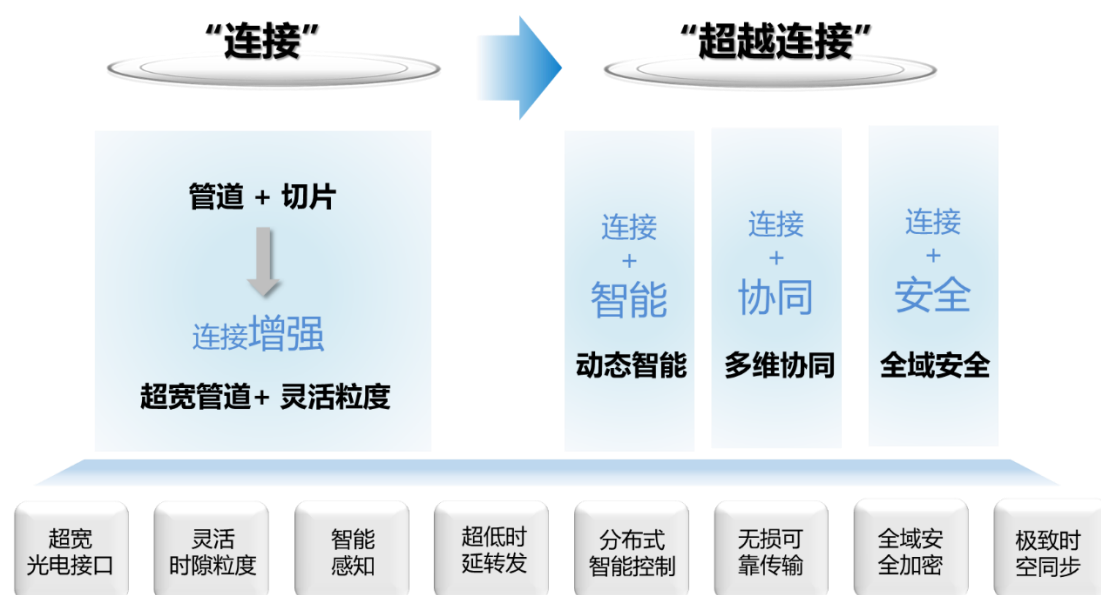 “连接”
“超越连接”
管道 + 切片
连接增强
超宽管道+ 灵活粒度
连接
+
智能
动态智能
连接
+
协同
多维协同
连接
+
安全
全域安全
超宽
光电接口
灵活
时隙粒度
智能
感知
超低时
延转发
分布式
智能控制
无损可
靠传输
全域安
全加密
极致时
空同步